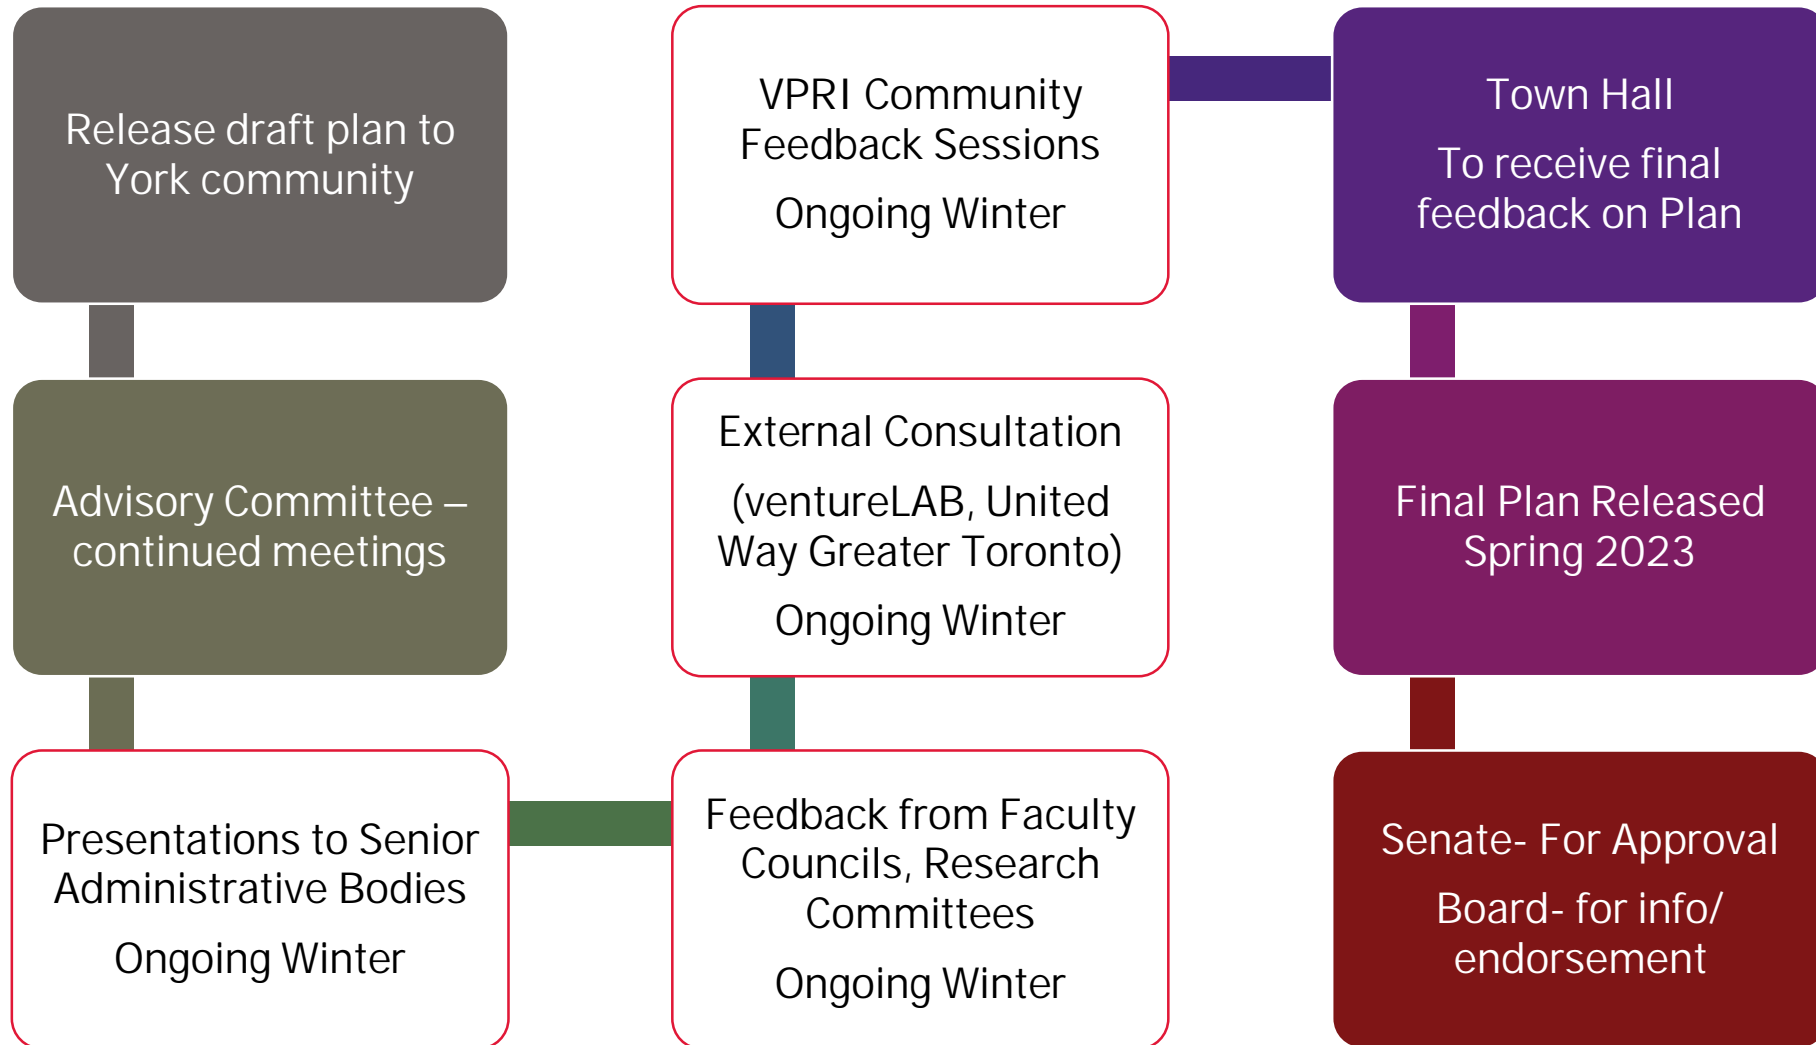 Release draft plan to
York community
Advisory Committee –
continued meetings
Presentations to Senior
Administrative Bodies
Ongoing Winter
Feedback from Faculty
Councils, Research
Committees
Ongoing Winter
External Consultation
(ventureLAB, United
Way Greater Toronto)
Ongoing Winter
VPRI Community
Feedback Sessions
Ongoing Winter
Town Hall
To receive final
feedback on Plan
Final Plan Released
Spring 2023
Senate- For Approval
Board- for info/
endorsement